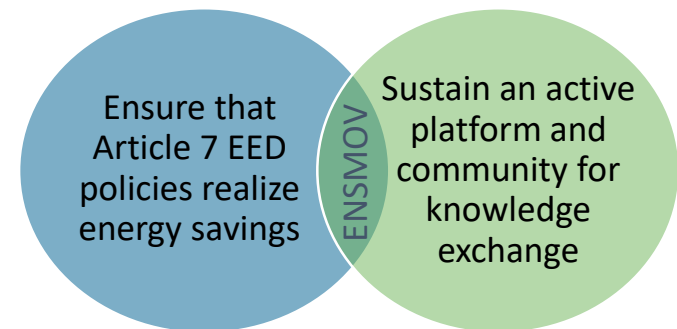 Ensure that
Article 7 EED
policies realize
energy savings
ENSMOV
Sustain an active
platform and
community for
knowledge
exchange